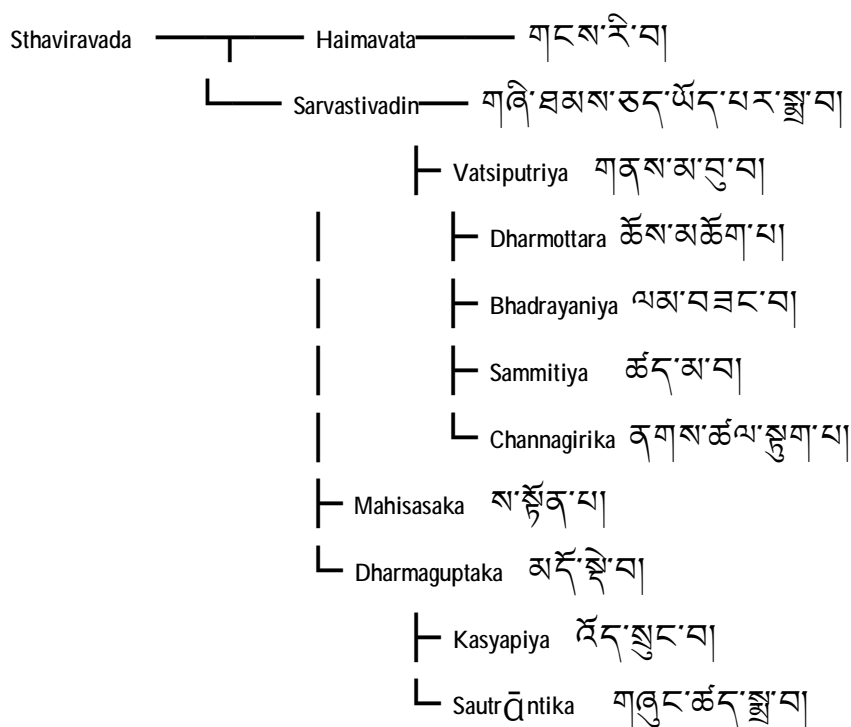 Sthaviravada Haimavata གངས་རི་བ།
Sarvastivadin གཞི་ཐམས་ཅད་ཡོད་པར་སྨྲ་བ།
Vatsiputriya གནས་མ་བུ་བ།
Dharmottara ཆོས་མཆོག་པ།
Bhadrayaniya ལམ་བཟང་བ།
Sammitiya ཚད་མ་བ།
Channagirika ནགས་ཚལ་སྟུག་པ།
Mahisasaka ས་སྟོན་པ།
Dharmaguptaka མདོ་སྡེ་བ།
Kasyapiya འོད་སྲུང་བ།
Sautrāntika གཞུང་ཚད་སྨྲ་བ།